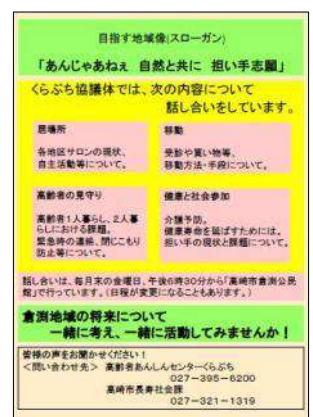 目指す地域像(スローガン)
「あんじゃあねぇ 自然と共に 担い手志願」
くらぶち協議体では、次の内容について
話し合いをしています。
居場所
各地区サロンの現状、
自主活動等について。
移動
受診や買い物等、
移動方法・手段について。
高齢者の見守り
高齢者1人暮らし、2人暮
らしにおける課題。
緊急時の連絡、閉じこもり
防止等について。
健康と社会参加
介護予防。
健康寿命を延ばすためには。
担い手の現状と課題について。
話し合いは、毎月末の金曜日、午後6時30分から「高崎市倉渕公民
館」で行っています。(日程が変更になることもあります。)
倉渕地域の将来について
一緒に考え、一緒に活動してみませんか!
皆様の声をお聞かせください!
<問い合わせ先> 高齢者あんしんセンターくらぶち
027-395-6200
高崎市長寿社会課
027-321-1319